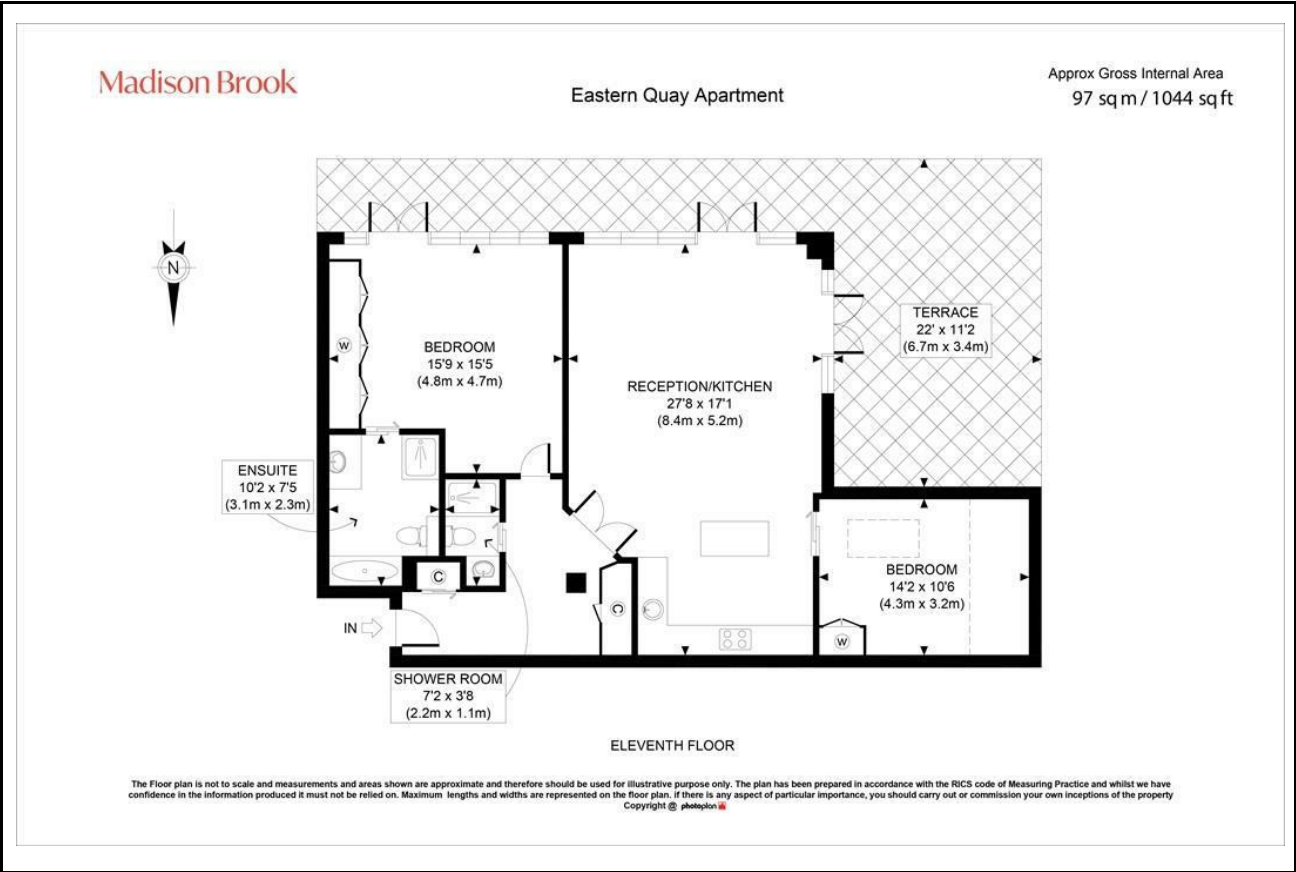 Madison Brook
Eastern Quay Apartment
Approx Gross Internal Area
97 sq m / 1044 sq ft
N
TERRACE
22' x 11'2
(6.7m x 3.4m)
W
BEDROOM
15'9 x 15'5
(4.8m x 4.7m)
RECEPTION/KITCHEN
27'8 x 17'1
(8.4m x 5.2m)
ENSUITE
10'2 x 7'5
(3.1m x 2.3m)
C
BEDROOM
14'2 x 10'6
(4.3m x 3.2m)
C
IN
W
SHOWER ROOM
7'2 x 3'8
(2.2m x 1.1m)
ELEVENTH FLOOR
The Floor plan is not to scale and measurements and areas shown are approximate and therefore should be used for illustrative purpose only. The plan has been prepared in accordance with the RICS code of Measuring Practice and whilst we have
confidence in the information produced it must not be relied on. Maximum lengths and widths are represented on the floor plan. if there is any aspect of particular importance, you should carry out or commission your own inceptions of the property
Copyright @ photoplan